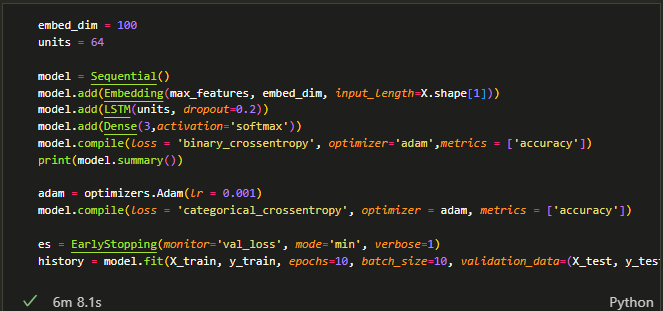 embed_dim = 100
units = 64
model = Sequential()
model.add(Embedding(max_features, embed_dim, input_length=X.shape[1]))
model.add(LSTM(units, dropout=0.2))
model.add(Dense(3,activation='softmax'))
model.compile(loss = 'binary_crossentropy', optimizer='adam',metrics = ['accuracy'])
print(model.summary())
adam = optimizers.Adam(lr = 0.001)
model.compile(loss = 'categorical_crossentropy', optimizer = adam, metrics = ['accuracy'])
es = EarlyStopping(monitor='val_loss', mode='min', verbose=1)
history = model.fit(X_train, y_train, epochs=10, batch_size=10, validation_data=(X_test, y_test
6m 8.1s
Python